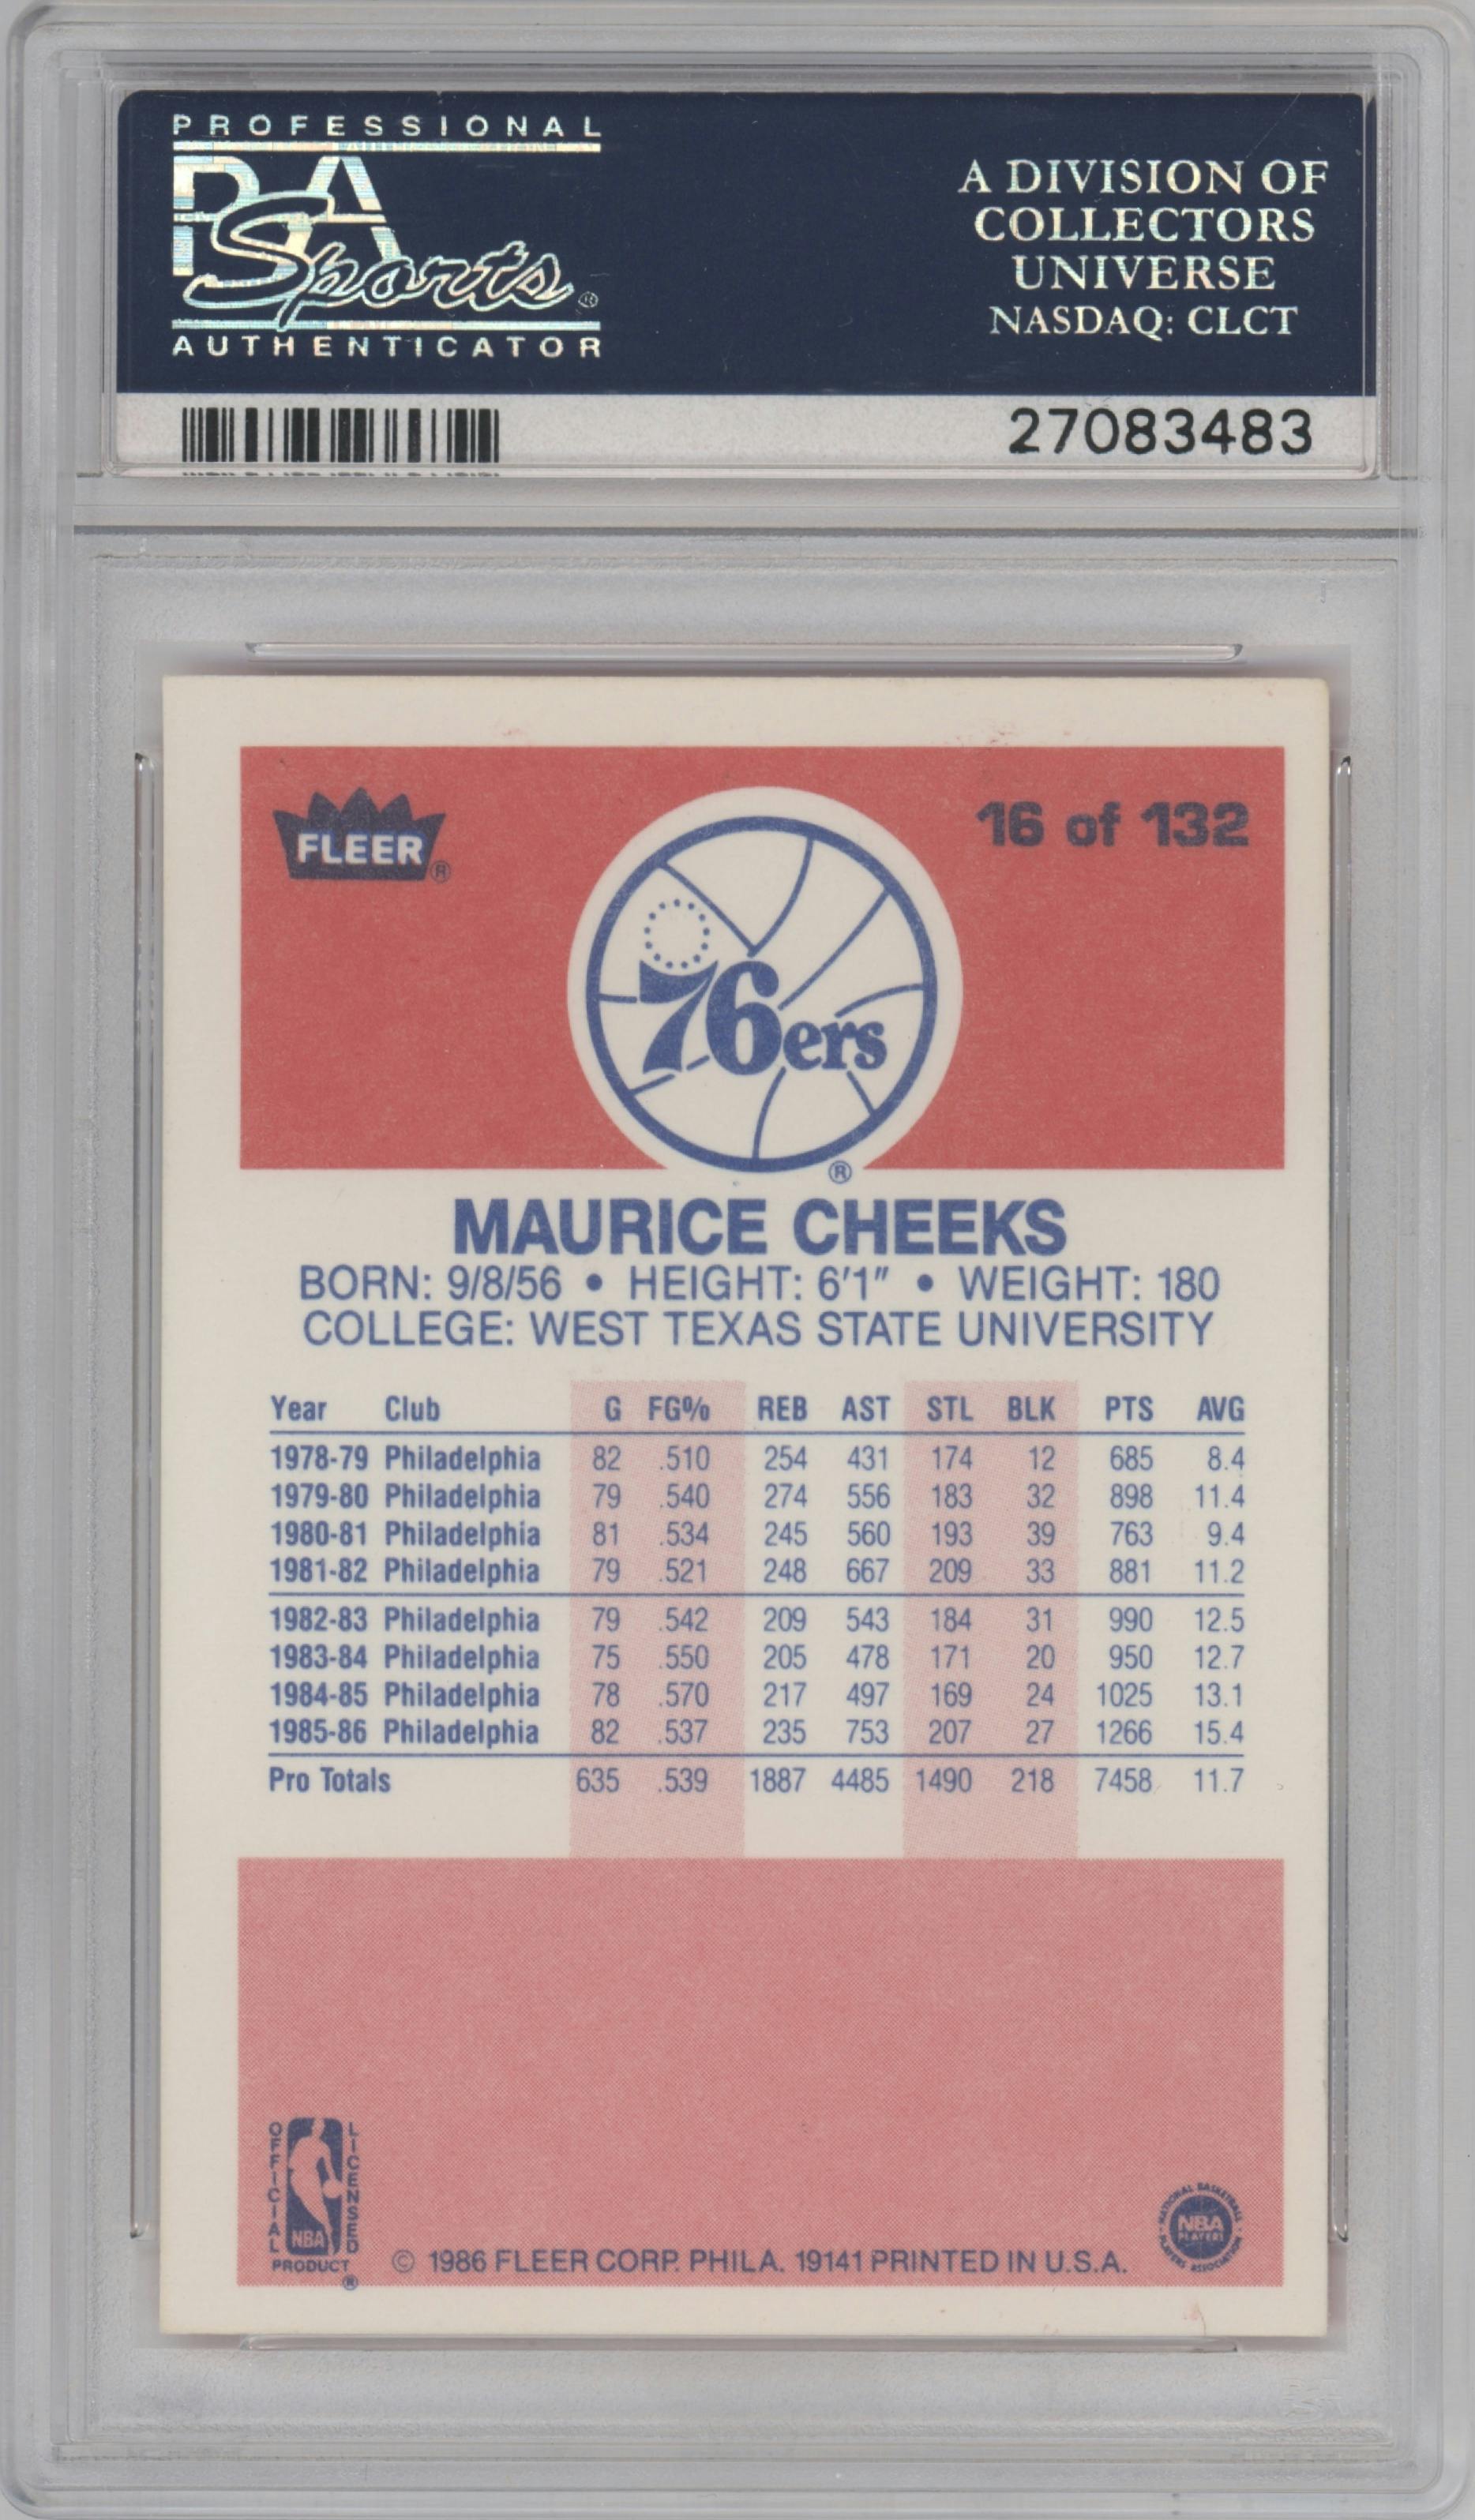 PROFESSIONAL
PSA
Sports®
AUTHENTICATOR
A DIVISION OF
COLLECTORS
UNIVERSE
NASDAQ: CLCT
27083483
FLEER®
16 of 132
76ers
®
MAURICE CHEEKS
BORN: 9/8/56 • HEIGHT: 6'1" • WEIGHT: 180
COLLEGE: WEST TEXAS STATE UNIVERSITY
Year Club G FG% REB AST STL BLK PTS AVG
1978-79 Philadelphia 82 .510 254 431 174 12 685 8.4
1979-80 Philadelphia 79 .540 274 556 183 32 898 11.4
1980-81 Philadelphia 81 .534 245 560 193 39 763 9.4
1981-82 Philadelphia 79 .521 248 667 209 33 881 11.2
1982-83 Philadelphia 79 .542 209 543 184 31 990 12.5
1983-84 Philadelphia 75 .550 205 478 171 20 950 12.7
1984-85 Philadelphia 78 .570 217 497 169 24 1025 13.1
1985-86 Philadelphia 82 .537 235 753 207 27 1266 15.4
Pro Totals 635 .539 1887 4485 1490 218 7458 11.7
OFFICIAL
LICENSED
NBA
PRODUCT
®
© 1986 FLEER CORP. PHILA. 19141 PRINTED IN U.S.A.
NATIONAL BASKETBALL
NBA
PLAYERS
PLAYERS ASSOCIATION